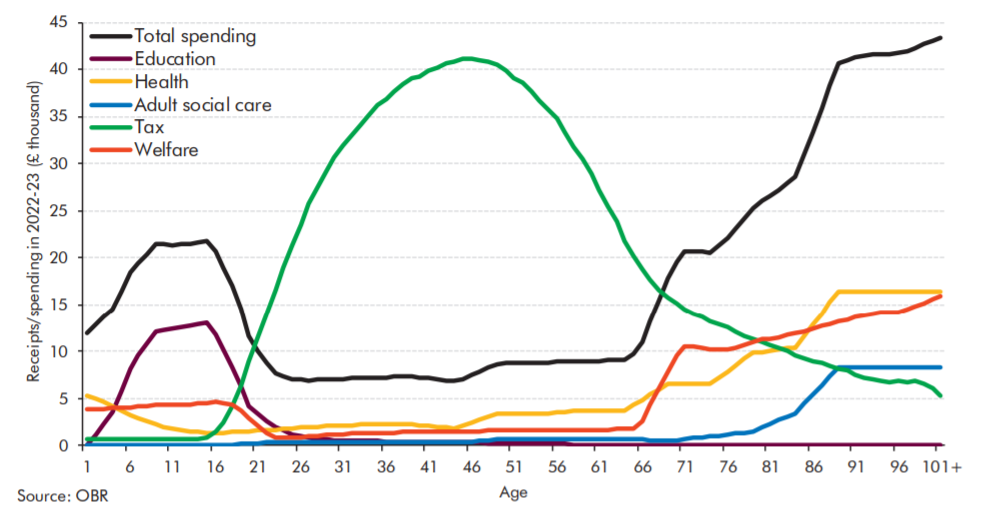 Receipts/spending in 2022-23 (£ thousand)
45
40
35
30
25
20
15
10
5
0
Total spending
Education
Health
Adult social care
Tax
Welfare
1 6 11 16 21 26 31 36 41 46 51 56 61 66 71 76 81 86 91 96 101+
Age
Source: OBR